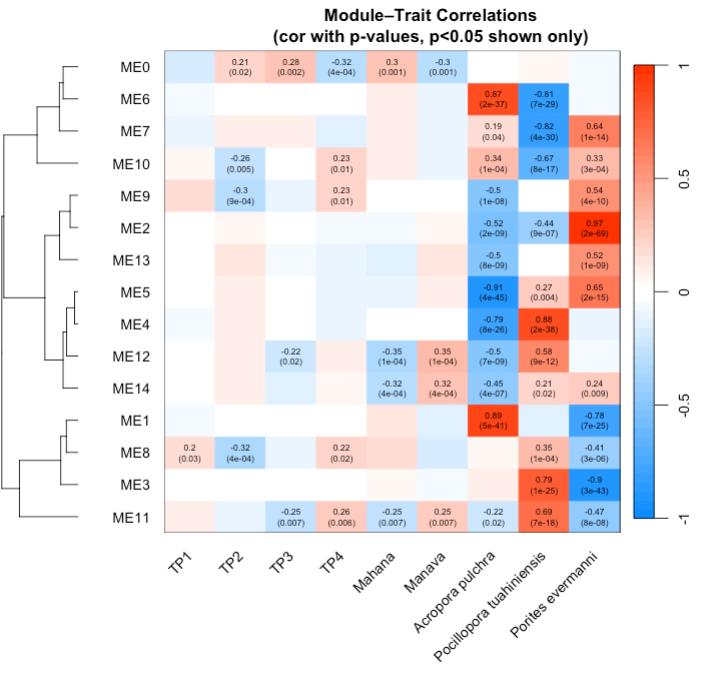 Module–Trait Correlations
(cor with p-values, p<0.05 shown only)
ME0 0.21 0.28 -0.32 0.3 -0.3
(0.02) (0.002) (4e-04) (0.001) (0.001)
ME6 0.87 -0.81
(2e-37) (7e-29)
ME7 0.19 -0.82 0.64
(0.04) (4e-30) (1e-14)
ME10 -0.26 0.23 0.34 -0.67 0.33
(0.005) (0.01) (1e-04) (8e-17) (3e-04)
ME9 -0.3 0.23 -0.5 0.54
(9e-04) (0.01) (1e-08) (4e-10)
ME2 -0.52 -0.44 0.97
(2e-09) (9e-07) (2e-69)
ME13 -0.5 0.52
(8e-09) (1e-09)
ME5 -0.91 0.27 0.65
(4e-45) (0.004) (2e-15)
ME4 -0.79 0.88
(8e-26) (2e-38)
ME12 -0.22 -0.35 0.35 -0.5 0.58
(0.02) (1e-04) (1e-04) (7e-09) (9e-12)
ME14 -0.32 0.32 -0.45 0.21 0.24
(4e-04) (4e-04) (4e-07) (0.02) (0.009)
ME1 0.89 -0.78
(5e-41) (7e-25)
ME8 0.2 -0.32 0.22 0.35 -0.41
(0.03) (4e-04) (0.02) (1e-04) (3e-06)
ME3 0.79 -0.9
(1e-25) (3e-43)
ME11 -0.25 0.26 -0.25 0.25 -0.22 0.69 -0.47
(0.007) (0.006) (0.007) (0.007) (0.02) (7e-18) (8e-08)
TP1
TP2
TP3
TP4
Mahana
Manava
Acropora pulchra
Pocillopora tuahiniensis
Porites evermanni
1
0.5
0
-0.5
-1